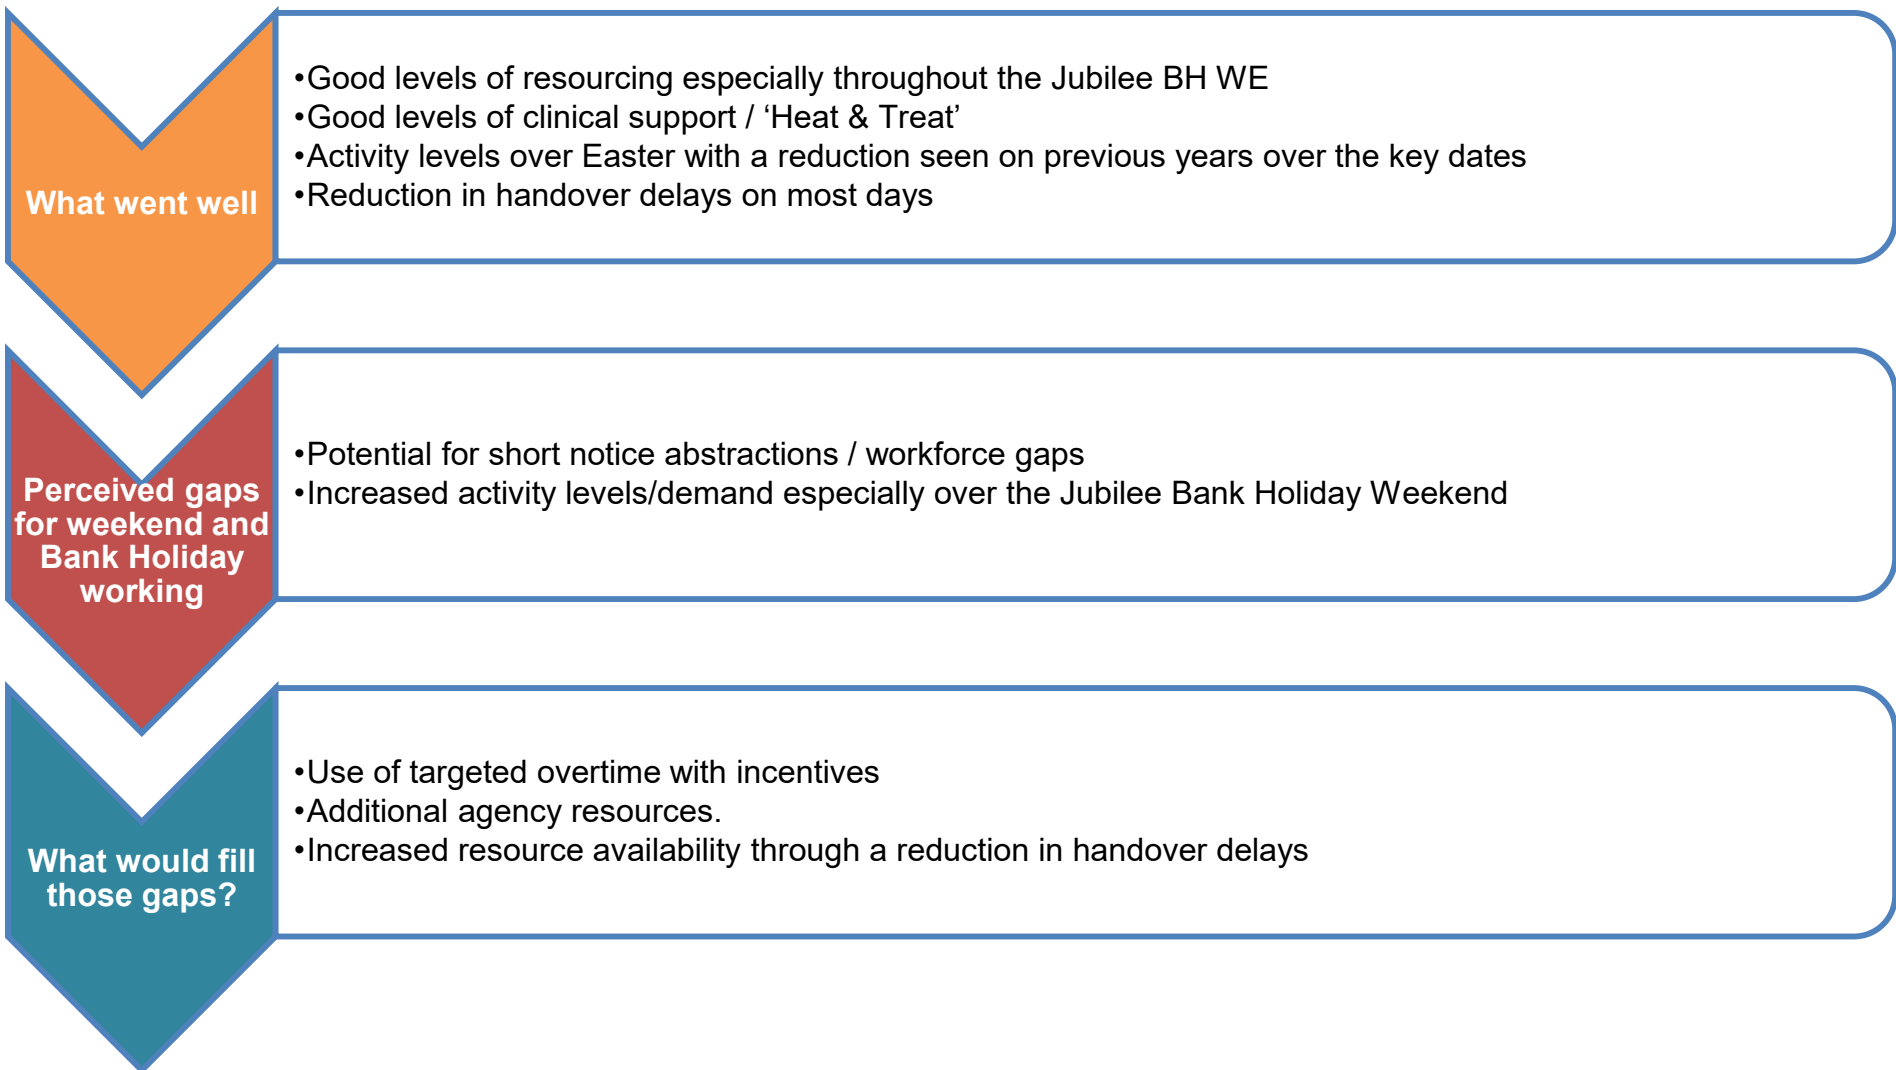 What went well
•Good levels of resourcing especially throughout the Jubilee BH WE
•Good levels of clinical support / ‘Heat & Treat’
•Activity levels over Easter with a reduction seen on previous years over the key dates
•Reduction in handover delays on most days
Perceived gaps
for weekend and
Bank Holiday
working
•Potential for short notice abstractions / workforce gaps
•Increased activity levels/demand especially over the Jubilee Bank Holiday Weekend
What would fill
those gaps?
•Use of targeted overtime with incentives
•Additional agency resources.
•Increased resource availability through a reduction in handover delays